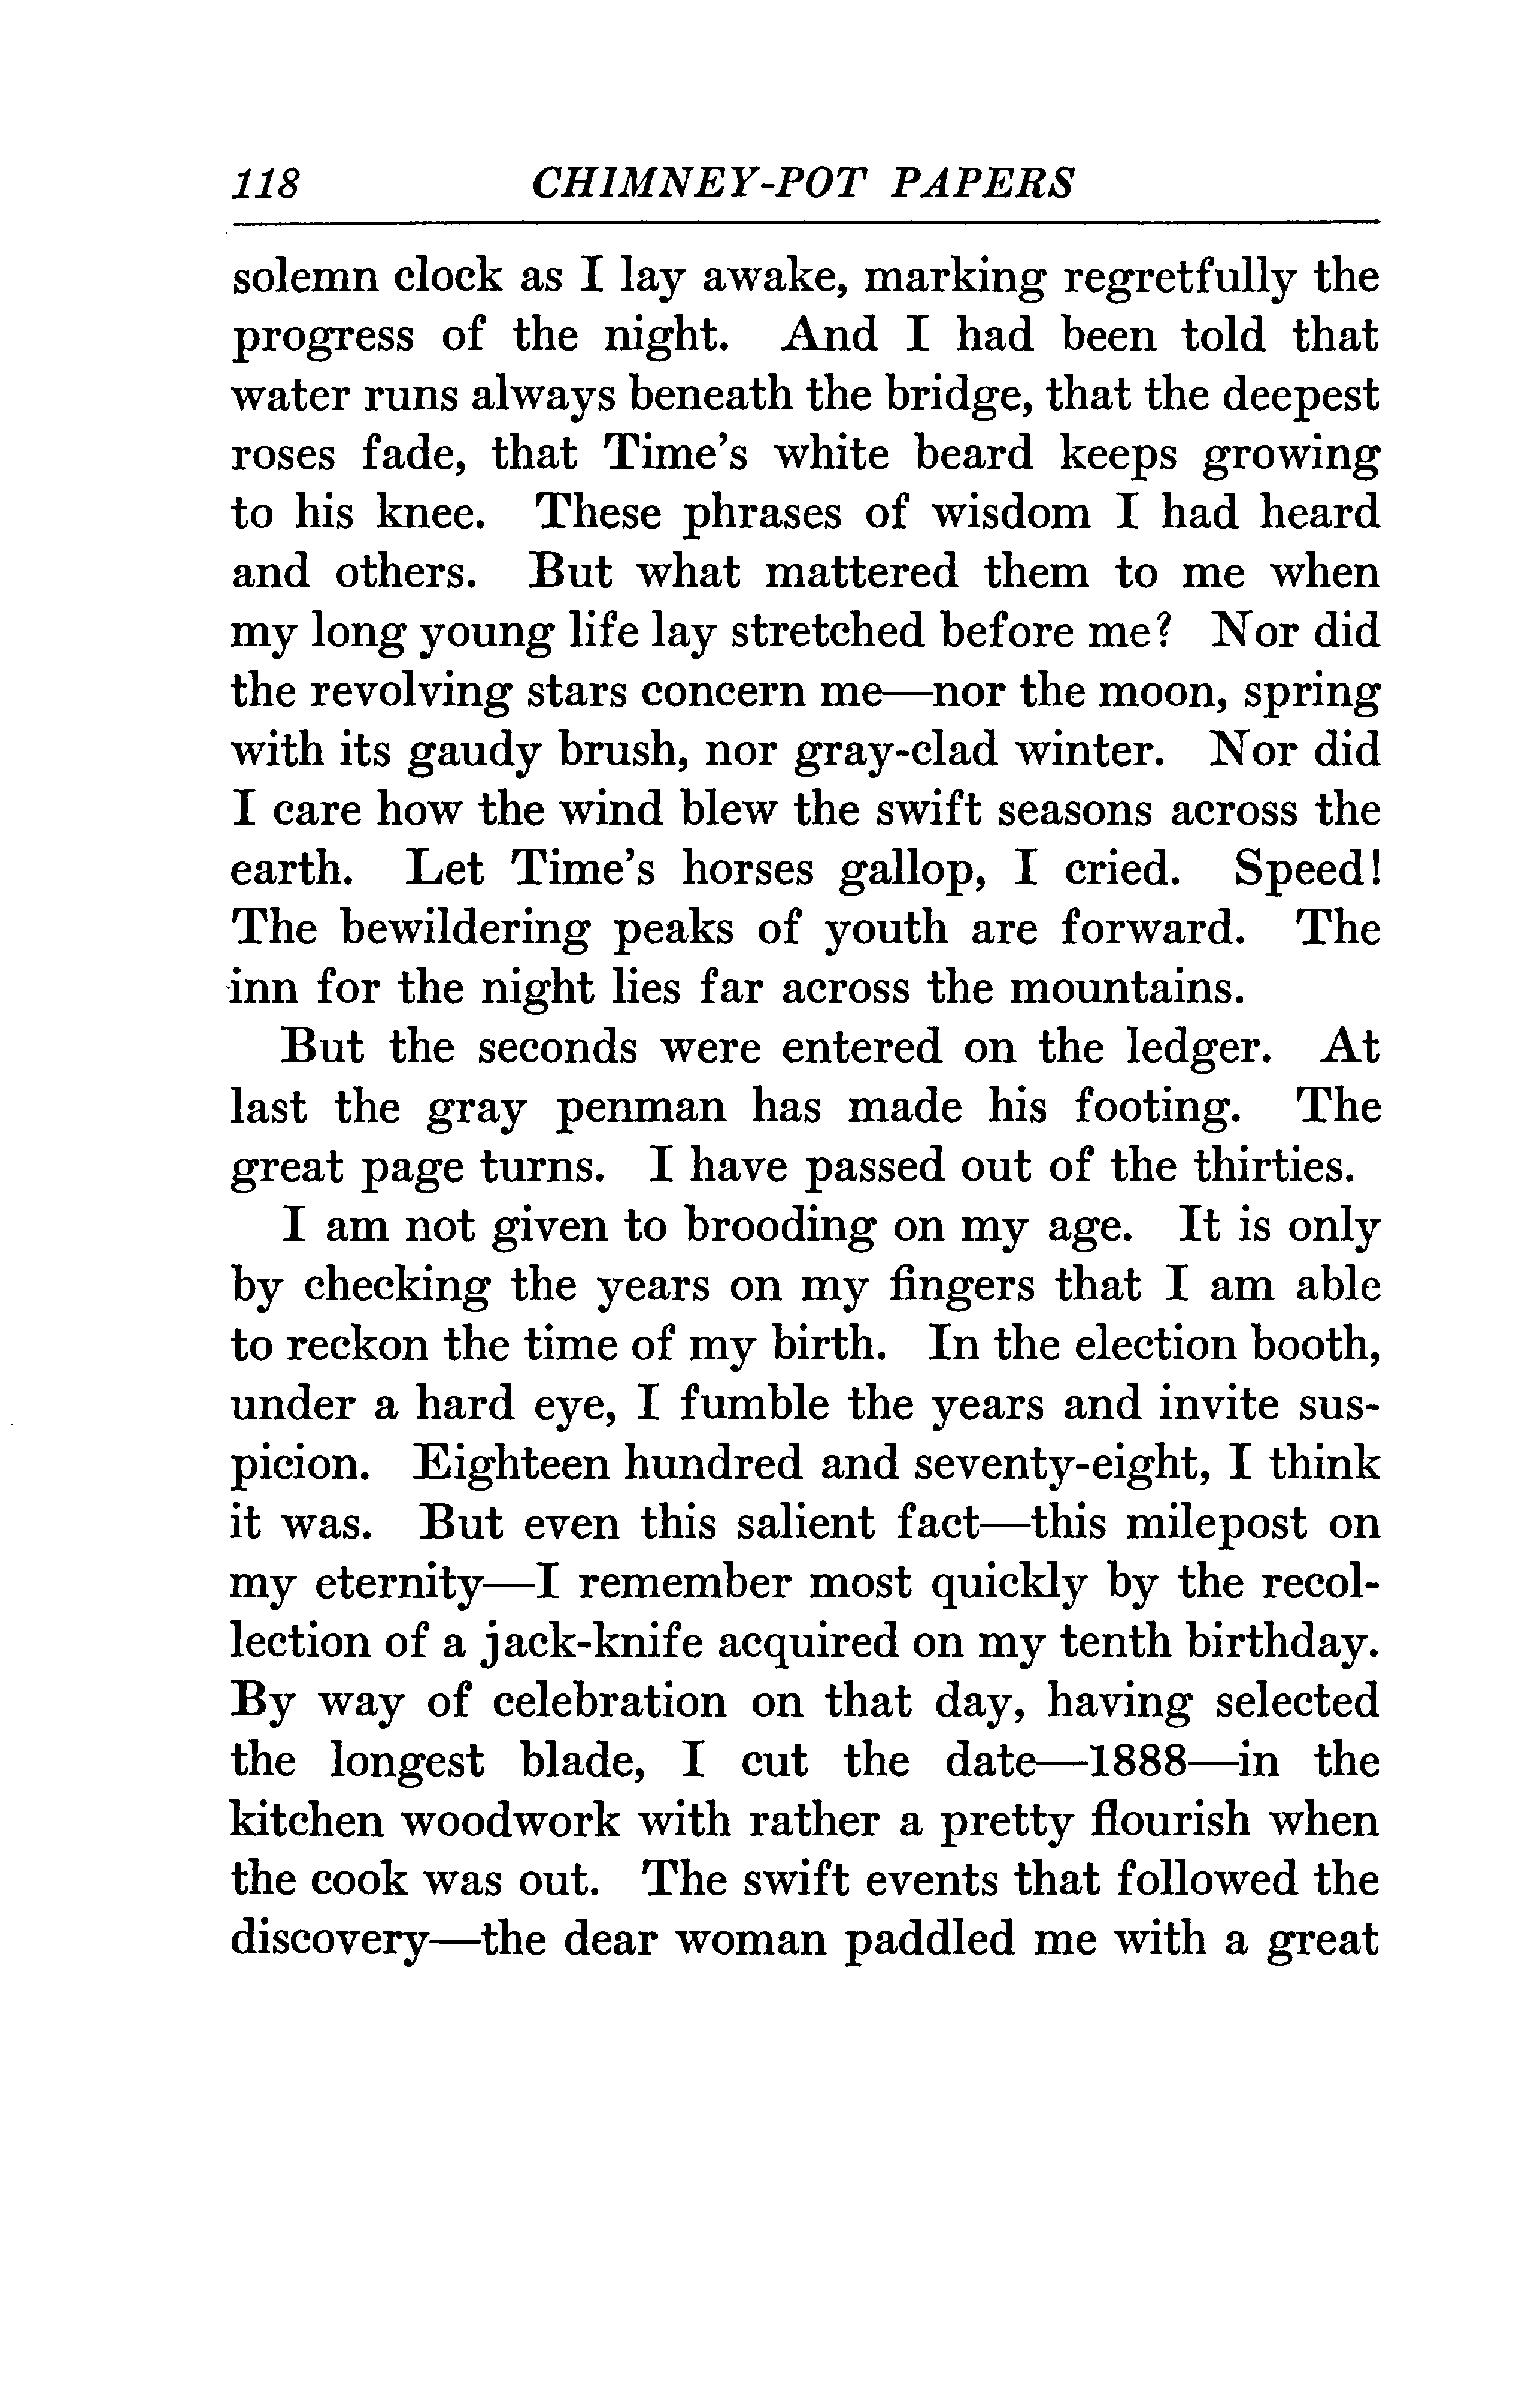 118 CHIMNEY-POT PAPERS
solemn clock as I lay awake, marking regretfully the
progress of the night. And I had been told that
water runs always beneath the bridge, that the deepest
roses fade, that Time's white beard keeps growing
to his knee. These phrases of wisdom I had heard
and others. But what mattered them to me when
my long young life lay stretched before me? Nor did
the revolving stars concern me—nor the moon, spring
with its gaudy brush, nor gray-clad winter. Nor did
I care how the wind blew the swift seasons across the
earth. Let Time's horses gallop, I cried. Speed!
The bewildering peaks of youth are forward. The
inn for the night lies far across the mountains.
But the seconds were entered on the ledger. At
last the gray penman has made his footing. The
great page turns. I have passed out of the thirties.
I am not given to brooding on my age. It is only
by checking the years on my fingers that I am able
to reckon the time of my birth. In the election booth,
under a hard eye, I fumble the years and invite sus-
picion. Eighteen hundred and seventy-eight, I think
it was. But even this salient fact—this milepost on
my eternity—I remember most quickly by the recol-
lection of a jack-knife acquired on my tenth birthday.
By way of celebration on that day, having selected
the longest blade, I cut the date—1888—in the
kitchen woodwork with rather a pretty flourish when
the cook was out. The swift events that followed the
discovery—the dear woman paddled me with a great